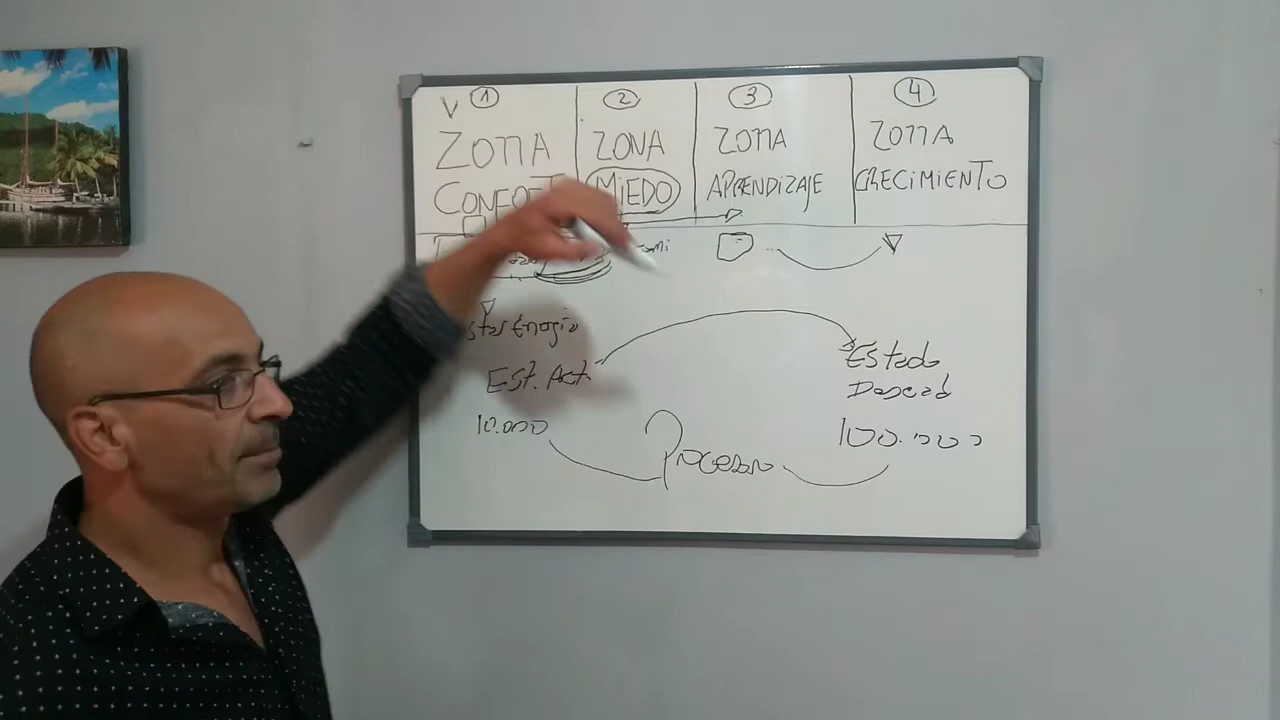 1 2 3 4
ZONA ZONA ZONA ZONA
MIEDO APRENDIZAJE CRECIMIENTO
Est. Act. Estado
Desead
10.000 100.000
Proceso